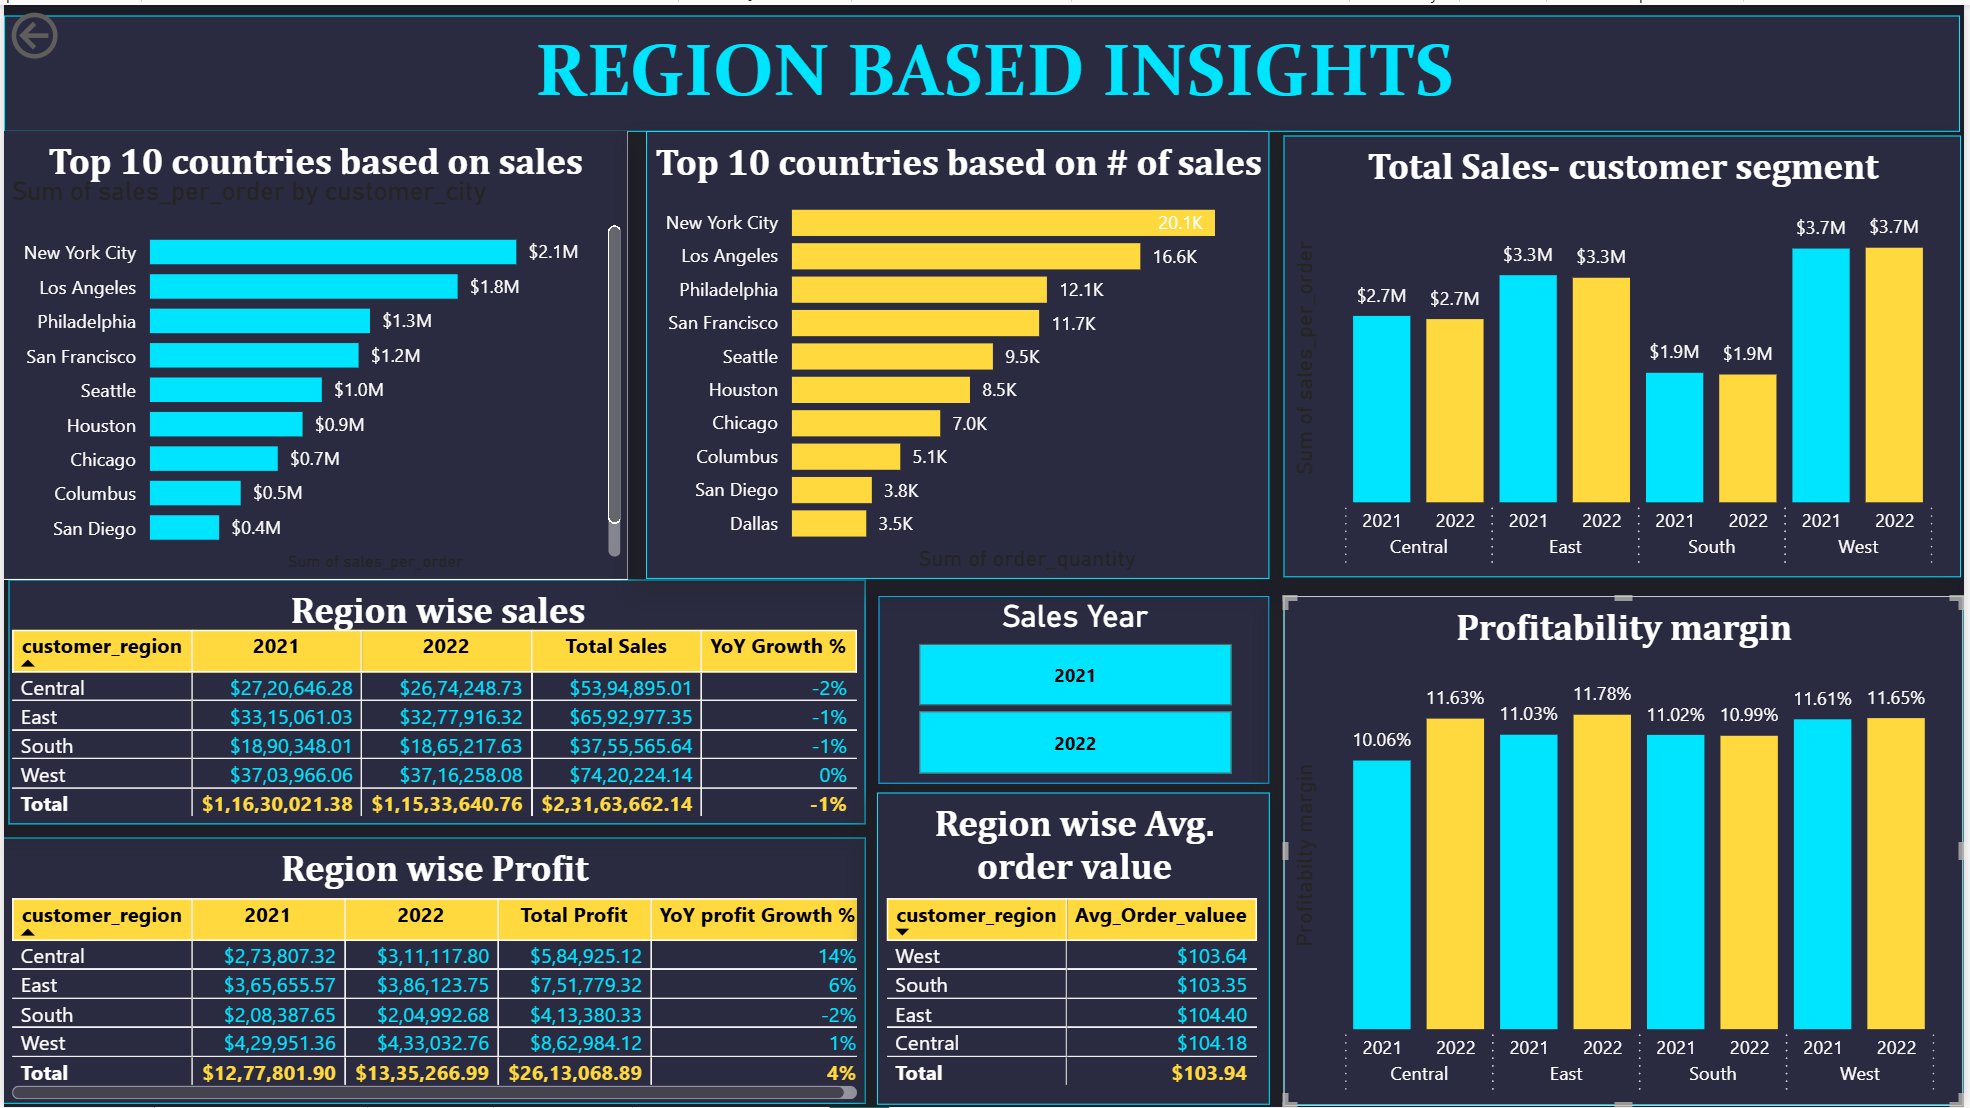 REGION BASED INSIGHTS
Top 10 countries based on sales
Sum of sales_per_order by customer_city
New York City $2.1M
Los Angeles $1.8M
Philadelphia $1.3M
San Francisco $1.2M
Seattle $1.0M
Houston $0.9M
Chicago $0.7M
Columbus $0.5M
San Diego $0.4M
Sum of sales_per_order
Top 10 countries based on # of sales
New York City 20.1K
Los Angeles 16.6K
Philadelphia 12.1K
San Francisco 11.7K
Seattle 9.5K
Houston 8.5K
Chicago 7.0K
Columbus 5.1K
San Diego 3.8K
Dallas 3.5K
Sum of order_quantity
Total Sales- customer segment
Sum of sales_per_order
$2.7M $2.7M $3.3M $3.3M $1.9M $1.9M $3.7M $3.7M
2021 2022 2021 2022 2021 2022 2021 2022
Central East South West
Region wise sales
customer_region 2021 2022 Total Sales YoY Growth %
Central $27,20,646.28 $26,74,248.73 $53,94,895.01 -2%
East $33,15,061.03 $32,77,916.32 $65,92,977.35 -1%
South $18,90,348.01 $18,65,217.63 $37,55,565.64 -1%
West $37,03,966.06 $37,16,258.08 $74,20,224.14 0%
Total $1,16,30,021.38 $1,15,33,640.76 $2,31,63,662.14 -1%
Region wise Profit
customer_region 2021 2022 Total Profit YoY profit Growth %
Central $2,73,807.32 $3,11,117.80 $5,84,925.12 14%
East $3,65,655.57 $3,86,123.75 $7,51,779.32 6%
South $2,08,387.65 $2,04,992.68 $4,13,380.33 -2%
West $4,29,951.36 $4,33,032.76 $8,62,984.12 1%
Total $12,77,801.90 $13,35,266.99 $26,13,068.89 4%
Sales Year
2021
2022
Region wise Avg.
order value
customer_region Avg_Order_valuee
West $103.64
South $103.35
East $104.40
Central $104.18
Total $103.94
Profitability margin
Profitabilty margin
10.06% 11.63% 11.03% 11.78% 11.02% 10.99% 11.61% 11.65%
2021 2022 2021 2022 2021 2022 2021 2022
Central East South West